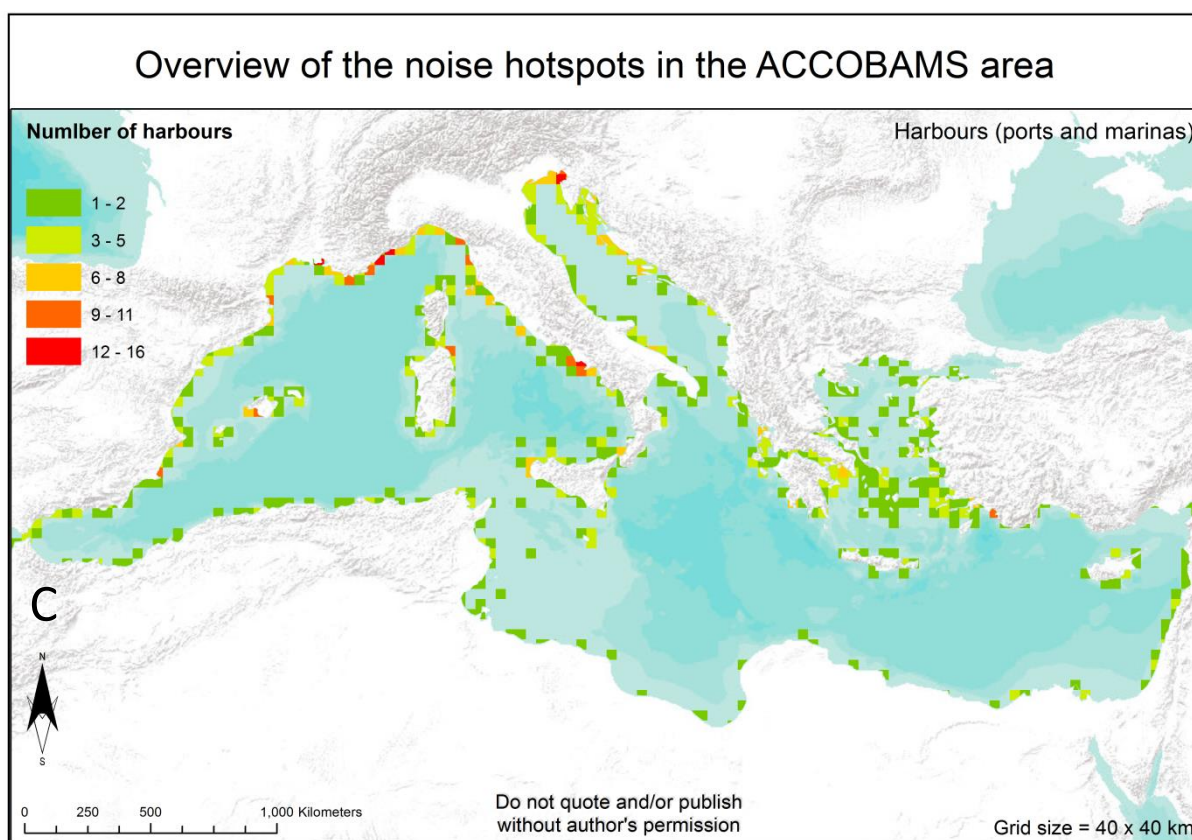 Overview of the noise hotspots in the ACCOBAMS area
Numlber of harbours
Harbours (ports and marinas)
1 - 2
3 - 5
6 - 8
9 - 11
12 - 16
C
N
S
0 250 500 1,000 Kilometers
Do not quote and/or publish
without author's permission
Grid size = 40 x 40 km